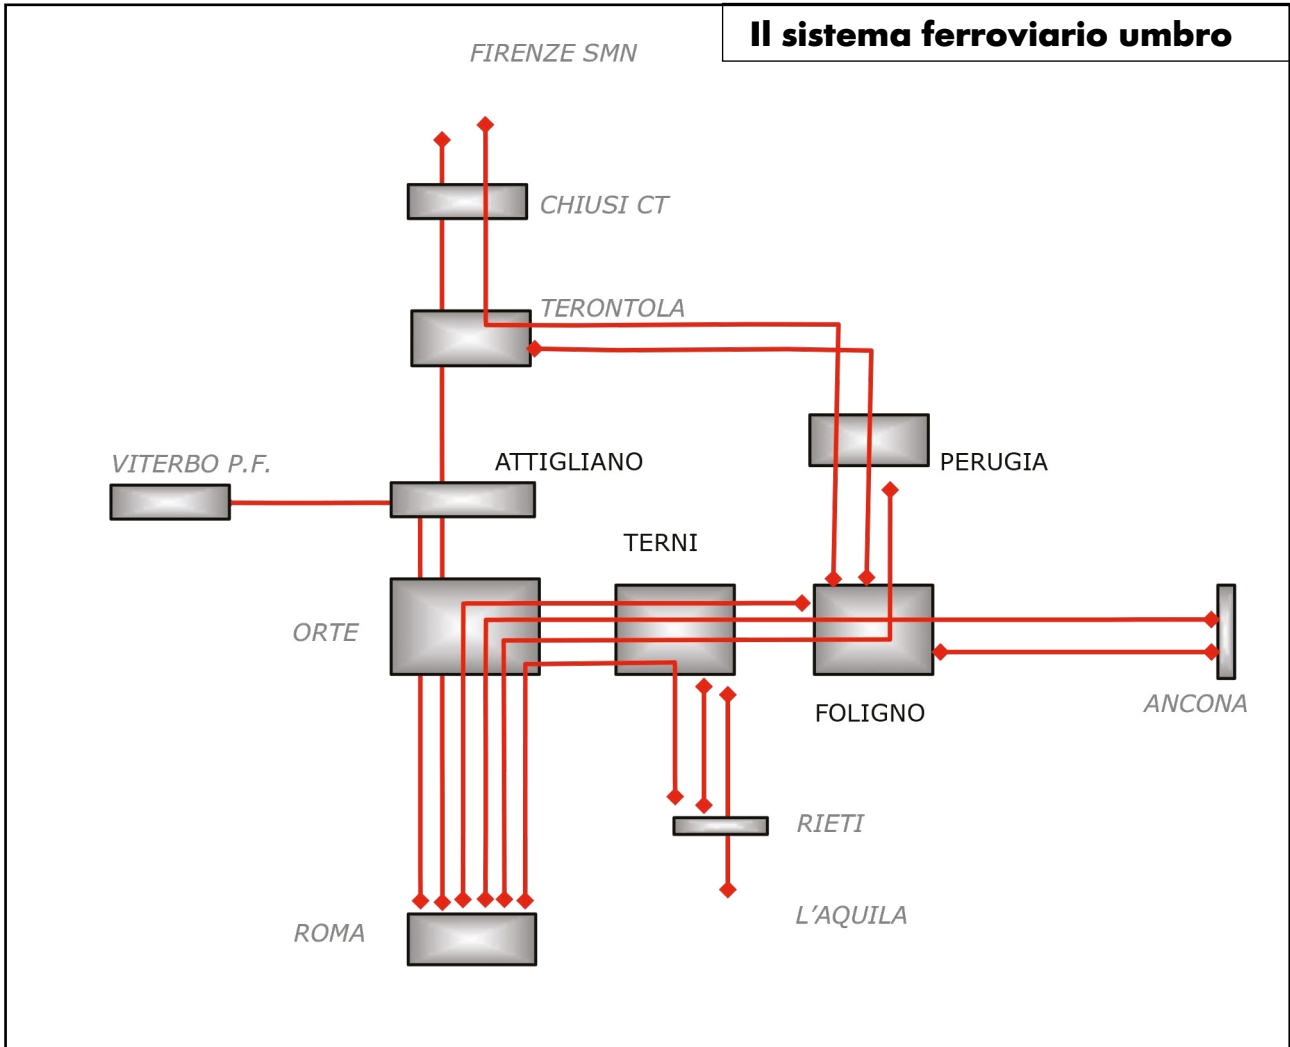 Il sistema ferroviario umbro
FIRENZE SMN
CHIUSI CT
TERONTOLA
VITERBO P.F.
ATTIGLIANO
PERUGIA
TERNI
ORTE
ANCONA
FOLIGNO
RIETI
L'AQUILA
ROMA